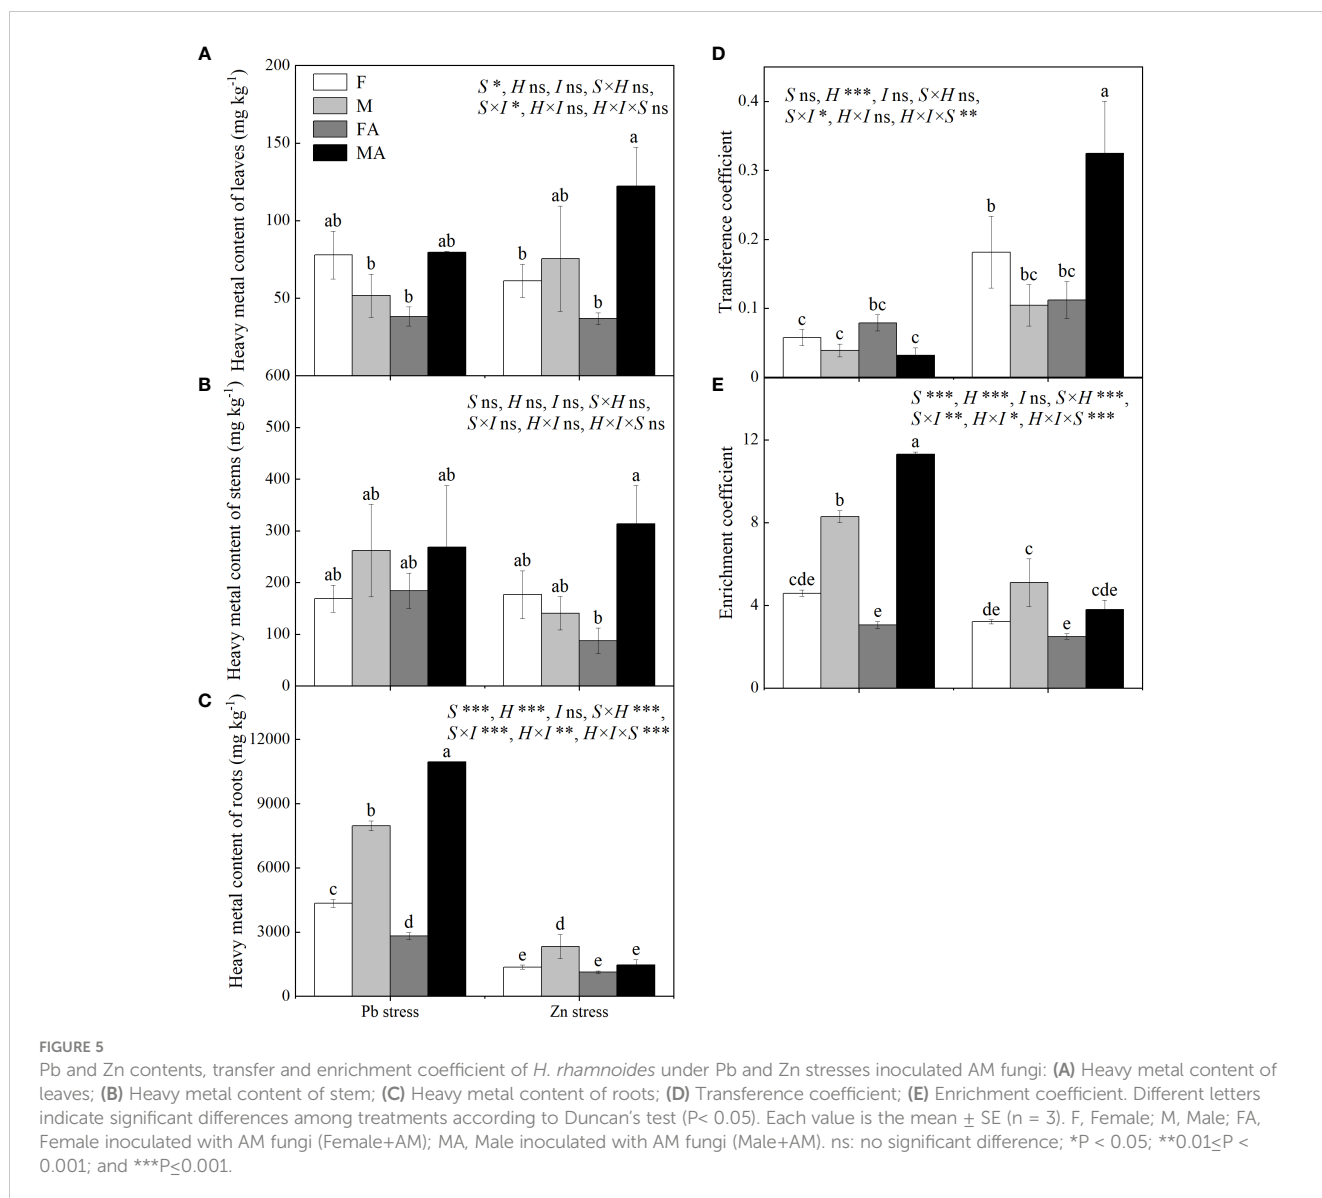 A
Heavy metal content of leaves (mg kg-1)
200
150
100
50
600
F
M
FA
MA
S *, H ns, I ns, S×H ns,
S×I *, H×I ns, H×I×S ns
ab
b
b
ab
b
ab
b
a
B
Heavy metal content of stems (mg kg-1)
500
400
300
200
100
0
S ns, H ns, I ns, S×H ns,
S×I ns, H×I ns, H×I×S ns
ab
ab
ab
ab
ab
ab
b
a
C
Heavy metal content of roots (mg kg-1)
12000
9000
6000
3000
0
S ***, H ***, I ns, S×H ***,
S×I ***, H×I **, H×I×S ***
c
b
d
a
e
d
e
e
Pb stress
Zn stress
D
Transference coefficient
0.4
0.3
0.2
0.1
0
S ns, H ***, I ns, S×H ns,
S×I *, H×I ns, H×I×S **
c
c
bc
c
b
bc
bc
a
E
Enrichment coefficient
12
8
4
0
S ***, H ***, I ns, S×H ***,
S×I **, H×I *, H×I×S ***
cde
b
e
a
de
c
e
cde
FIGURE 5
Pb and Zn contents, transfer and enrichment coefficient of H. rhamnoides under Pb and Zn stresses inoculated AM fungi: (A) Heavy metal content of
leaves; (B) Heavy metal content of stem; (C) Heavy metal content of roots; (D) Transference coefficient; (E) Enrichment coefficient. Different letters
indicate significant differences among treatments according to Duncan's test (P< 0.05). Each value is the mean ± SE (n = 3). F, Female; M, Male; FA,
Female inoculated with AM fungi (Female+AM); MA, Male inoculated with AM fungi (Male+AM). ns: no significant difference; *P < 0.05; **0.01≤P <
0.001; and ***P≤0.001.